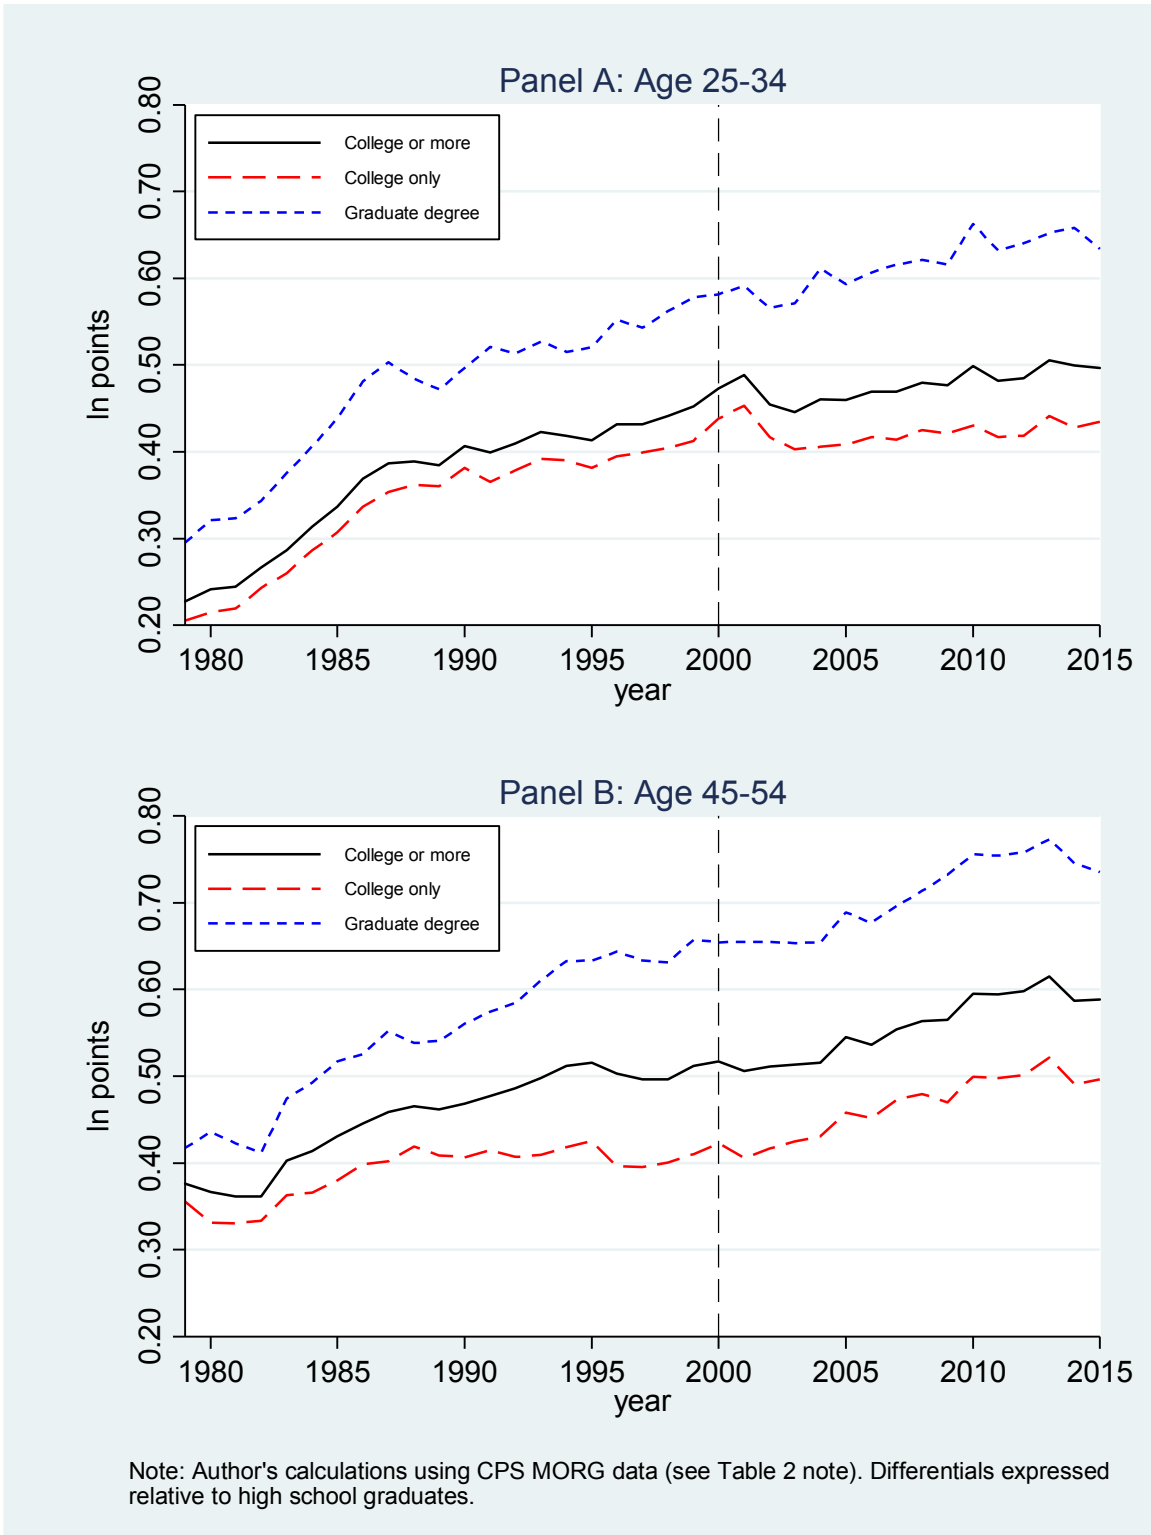 Panel A: Age 25-34
0.80
0.70
0.60
0.50
0.40
0.30
0.20
ln points
College or more
College only
Graduate degree
1980 1985 1990 1995 2000 2005 2010 2015
year
Panel B: Age 45-54
0.80
0.70
0.60
0.50
0.40
0.30
0.20
ln points
College or more
College only
Graduate degree
1980 1985 1990 1995 2000 2005 2010 2015
year
Note: Author's calculations using CPS MORG data (see Table 2 note). Differentials expressed
relative to high school graduates.